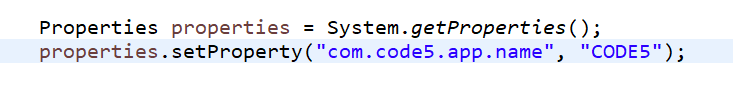 Properties properties = System.getProperties();
properties.setProperty("com.code5.app.name", "CODE5");